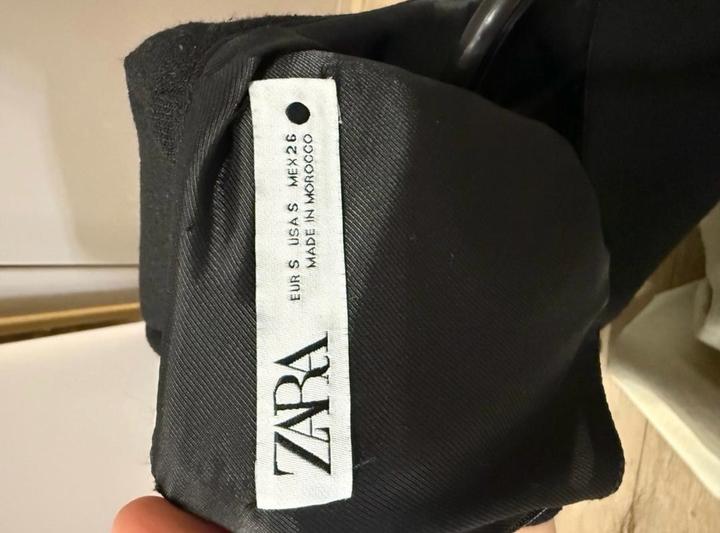 ZARA
EUR S USA S MEX 26
MADE IN MOROCCO